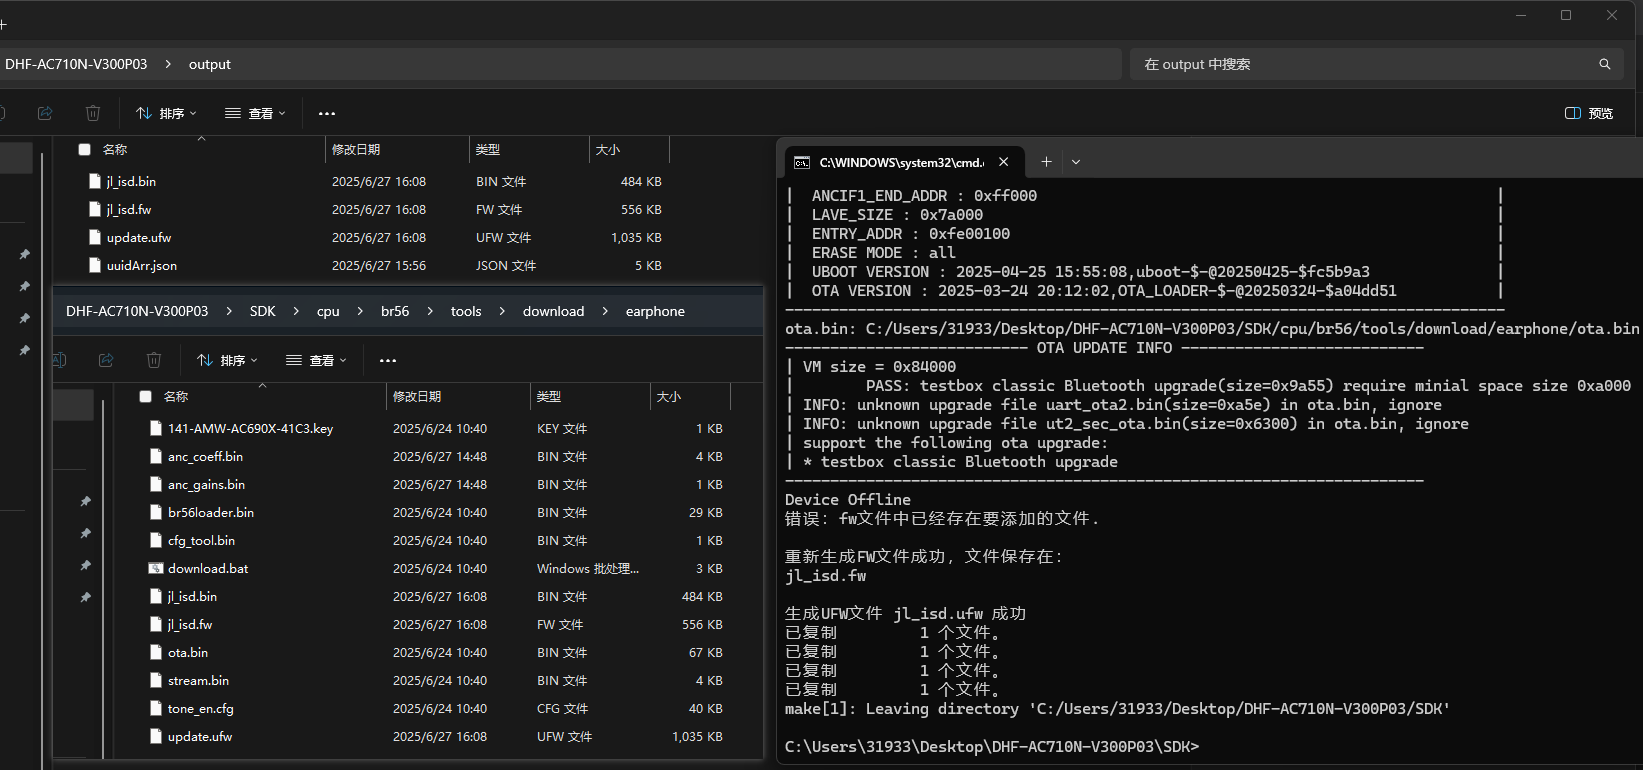 DHF-AC710N-V300P03 > output
在 output 中搜索
排序 查看 ••• 预览
名称 修改日期 类型 大小
jl_isd.bin 2025/6/27 16:08 BIN 文件 484 KB
jl_isd.fw 2025/6/27 16:08 FW 文件 556 KB
update.ufw 2025/6/27 16:08 UFW 文件 1,035 KB
uuidArr.json 2025/6/27 15:56 JSON 文件 5 KB
DHF-AC710N-V300P03 > SDK > cpu > br56 > tools > download > earphone
排序 查看 •••
名称 修改日期 类型 大小
141-AMW-AC690X-41C3.key 2025/6/24 10:40 KEY 文件 1 KB
anc_coeff.bin 2025/6/27 14:48 BIN 文件 4 KB
anc_gains.bin 2025/6/27 14:48 BIN 文件 1 KB
br56loader.bin 2025/6/24 10:40 BIN 文件 29 KB
cfg_tool.bin 2025/6/24 10:40 BIN 文件 1 KB
download.bat 2025/6/24 10:40 Windows 批处理... 3 KB
jl_isd.bin 2025/6/27 16:08 BIN 文件 484 KB
jl_isd.fw 2025/6/27 16:08 FW 文件 556 KB
ota.bin 2025/6/24 10:40 BIN 文件 67 KB
stream.bin 2025/6/24 10:40 BIN 文件 4 KB
tone_en.cfg 2025/6/24 10:40 CFG 文件 40 KB
update.ufw 2025/6/27 16:08 UFW 文件 1,035 KB
C:\WINDOWS\system32\cmd.
| ANCIF1_END_ADDR : 0xff000 |
| LAVE_SIZE : 0x7a000 |
| ENTRY_ADDR : 0xfe00100 |
| ERASE MODE : all |
| UBOOT VERSION : 2025-04-25 15:55:08,uboot-$-@20250425-$fc5b9a3 |
| OTA VERSION : 2025-03-24 20:12:02,OTA_LOADER-$-@20250324-$a04dd51 |
--------------------------------------------------------------------------------
ota.bin: C:/Users/31933/Desktop/DHF-AC710N-V300P03/SDK/cpu/br56/tools/download/earphone/ota.bin
--------------------------- OTA UPDATE INFO ---------------------------
| VM size = 0x84000
| PASS: testbox classic Bluetooth upgrade(size=0x9a55) require minial space size 0xa000
| INFO: unknown upgrade file uart_ota2.bin(size=0xa5e) in ota.bin, ignore
| INFO: unknown upgrade file ut2_sec_ota.bin(size=0x6300) in ota.bin, ignore
| support the following ota upgrade:
| * testbox classic Bluetooth upgrade
-----------------------------------------------------------------------
Device Offline
错误: fw文件中已经存在要添加的文件.
重新生成FW文件成功，文件保存在:
jl_isd.fw
生成UFW文件 jl_isd.ufw 成功
已复制 1 个文件。
已复制 1 个文件。
已复制 1 个文件。
已复制 1 个文件。
make[1]: Leaving directory 'C:/Users/31933/Desktop/DHF-AC710N-V300P03/SDK'
C:\Users\31933\Desktop\DHF-AC710N-V300P03\SDK>